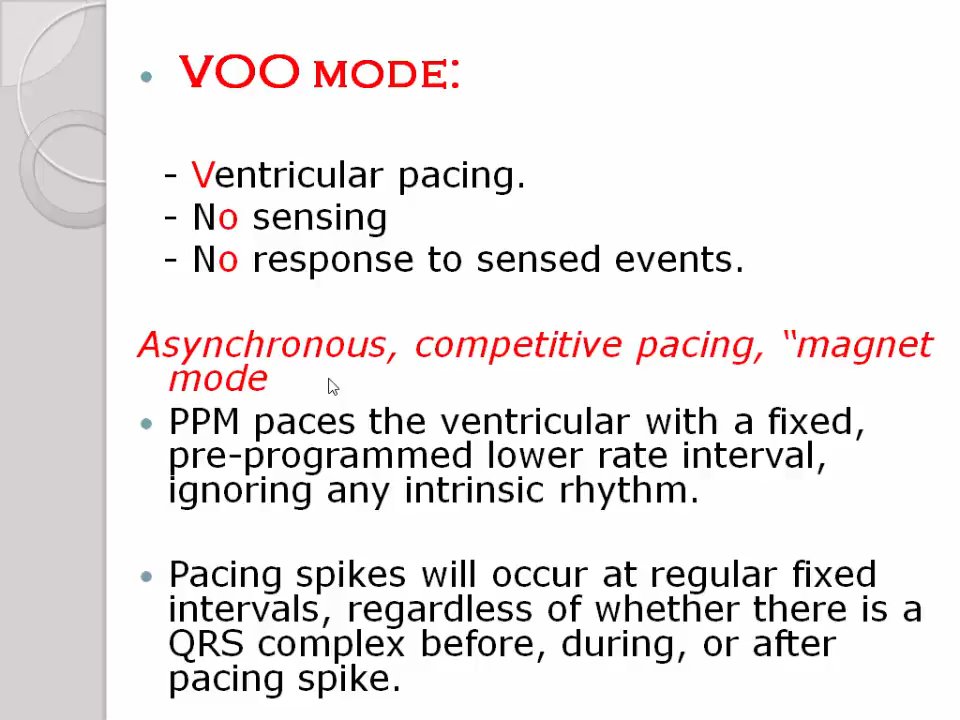 • VOO MODE:
- Ventricular pacing.
- No sensing
- No response to sensed events.
Asynchronous, competitive pacing, “magnet
mode
• PPM paces the ventricular with a fixed,
pre-programmed lower rate interval,
ignoring any intrinsic rhythm.
• Pacing spikes will occur at regular fixed
intervals, regardless of whether there is a
QRS complex before, during, or after
pacing spike.